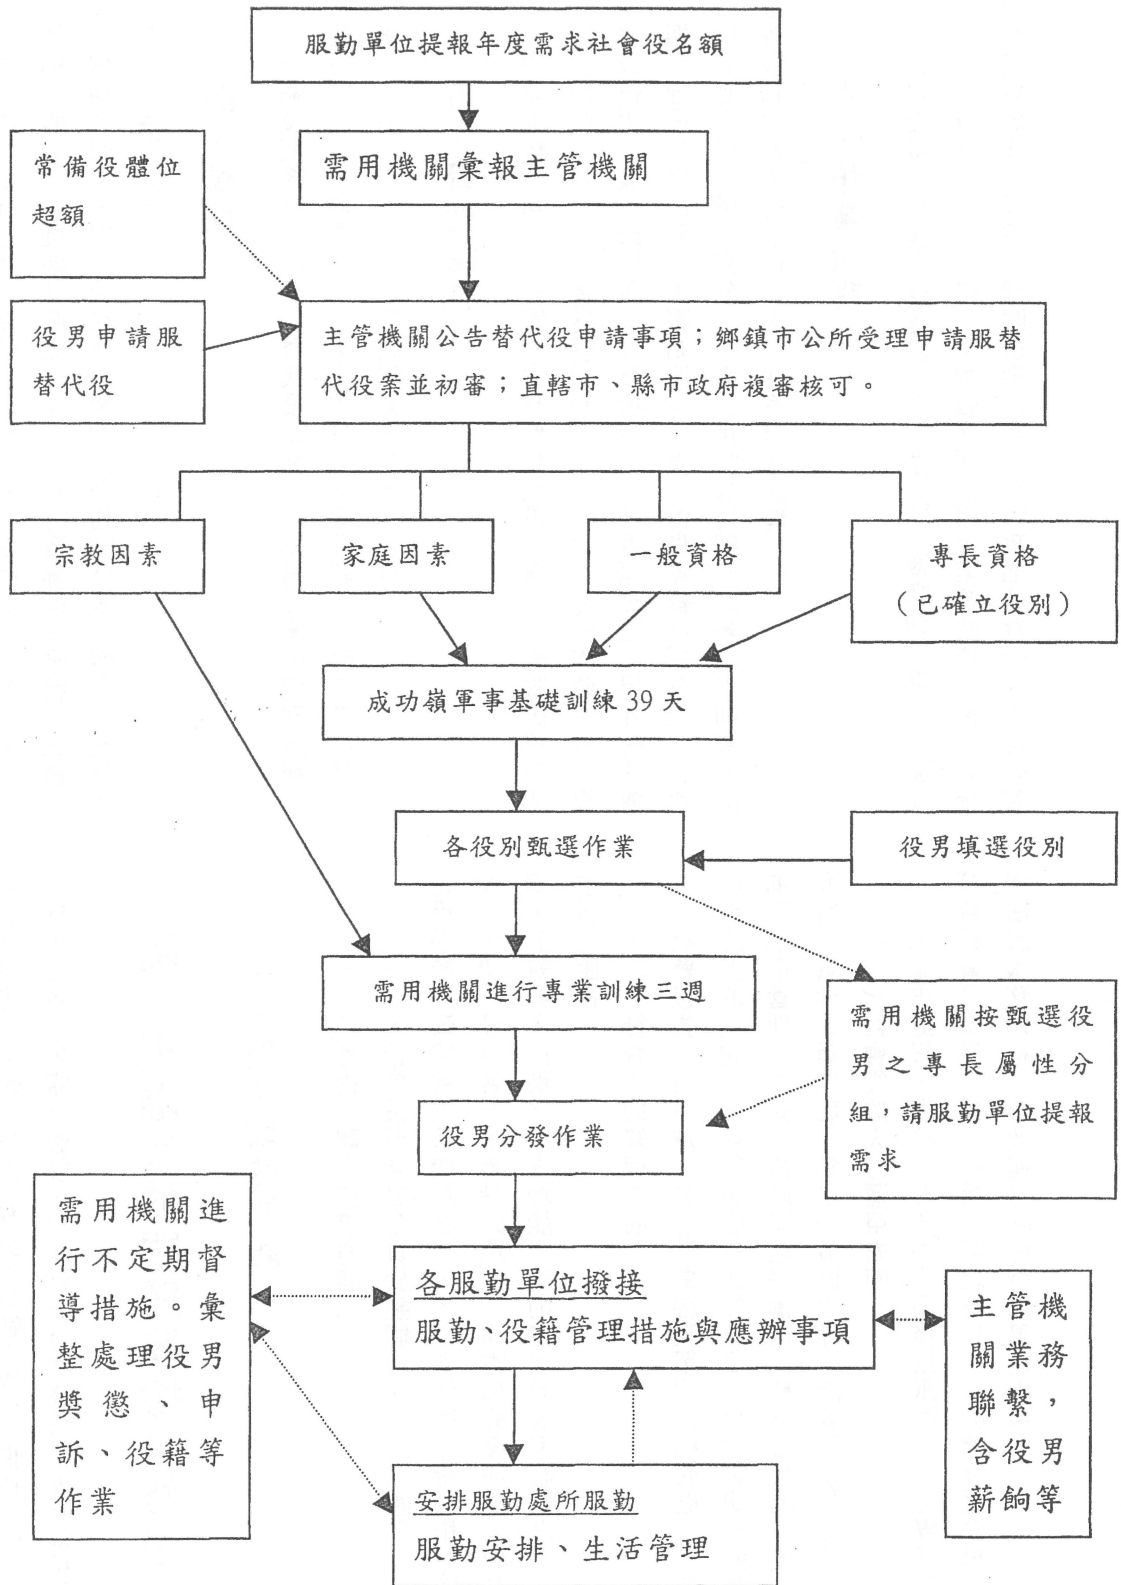 服勤單位提報年度需求社會役名額
需用機關彙報主管機關
常備役體位
超額
役男申請服
替代役
主管機關公告替代役申請事項；鄉鎮市公所受理申請服替
代役案並初審；直轄市、縣市政府複審核可。
宗教因素
家庭因素
一般資格
專長資格
（已確立役別）
成功嶺軍事基礎訓練 39 天
各役別甄選作業
役男填選役別
需用機關進行專業訓練三週
需用機關按甄選役
男之專長屬性分
組，請服勤單位提報
需求
役男分發作業
需用機關進
行不定期督
導措施。彙
整處理役男
獎懲、申
訴、役籍等
作業
各服勤單位撥接
服勤、役籍管理措施與應辦事項
主管機
關業務
聯繫，
含役男
薪餉等
安排服勤處所服勤
服勤安排、生活管理